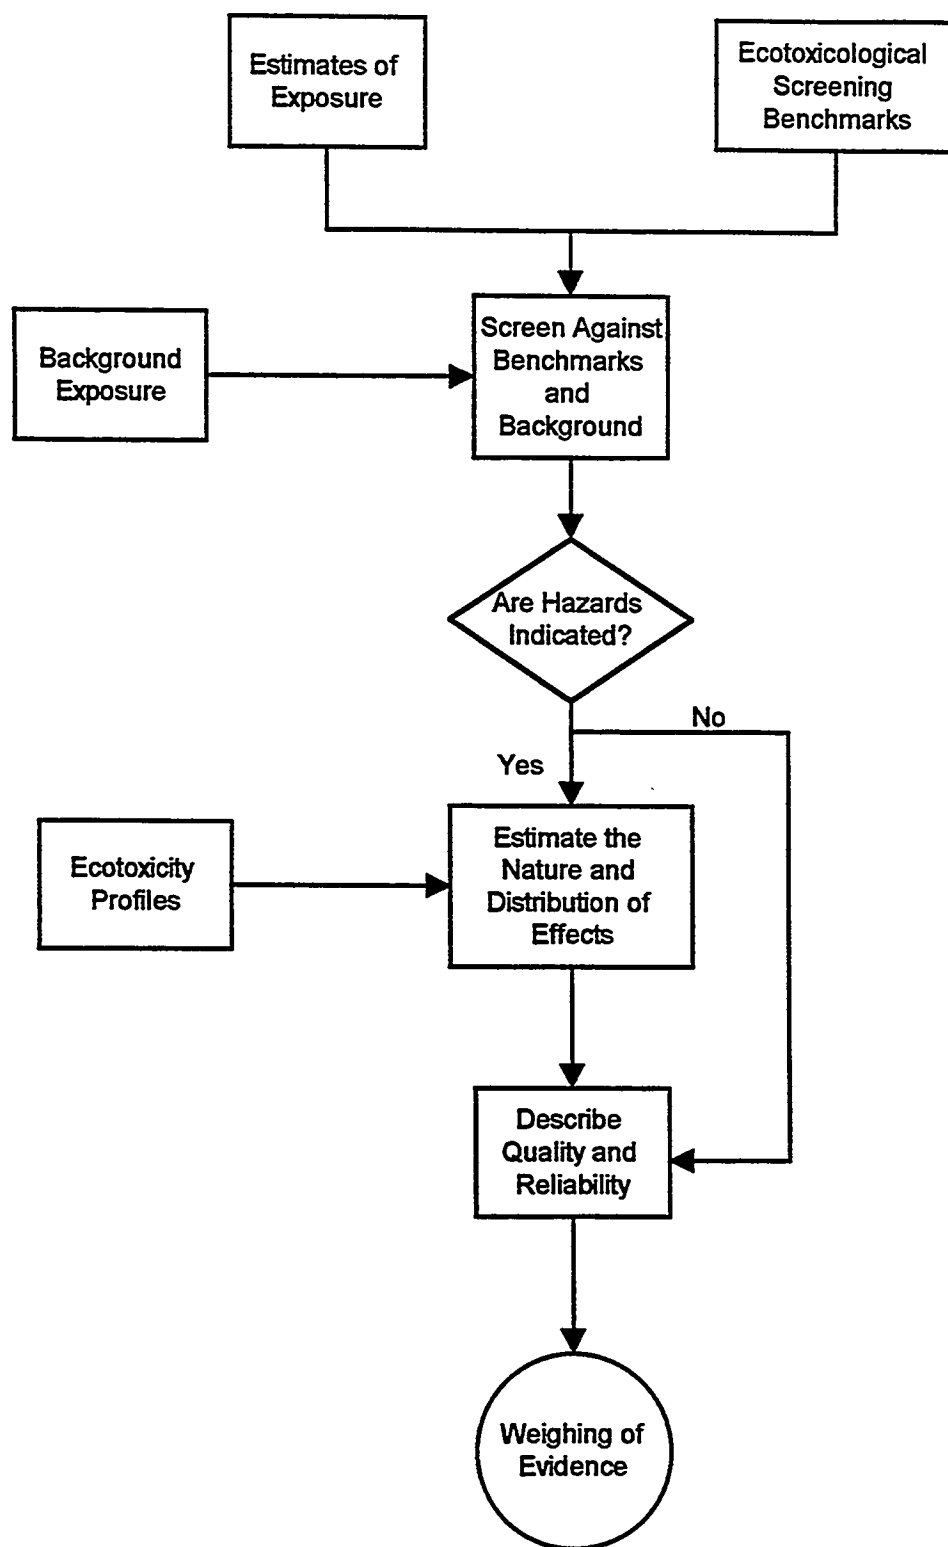 Estimates of
Exposure
Ecotoxicological
Screening
Benchmarks
Background
Exposure
Screen Against
Benchmarks
and
Background
Are Hazards
Indicated?
No
Yes
Ecotoxicity
Profiles
Estimate the
Nature and
Distribution of
Effects
Describe
Quality and
Reliability
Weighing of
Evidence